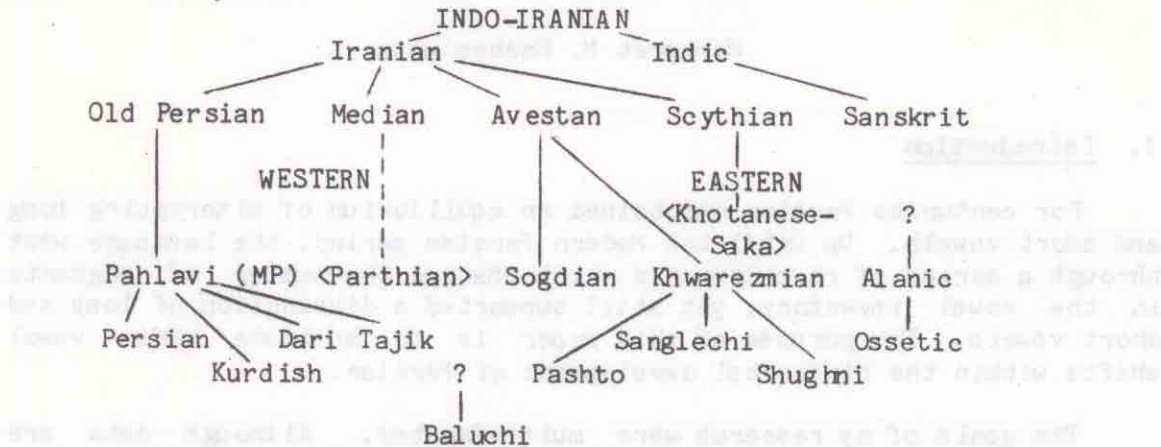 INDO-IRANIAN
Iranian Indic
Old Persian Median Avestan Scythian Sanskrit
WESTERN EASTERN
<Khotanese- ?
Saka>
Pahlavi (MP) <Parthian> Sogdian Khwarezmian Alanic
Persian Dari Tajik Sanglechi Ossetic
Kurdish ? Pashto Shughni
Baluchi